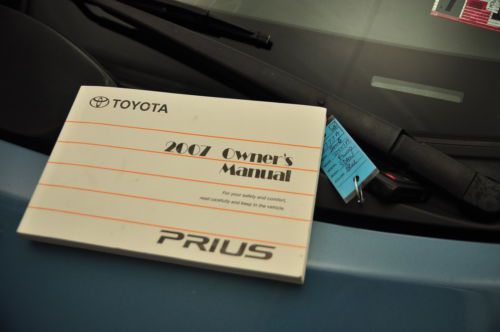 TOYOTA
2007 Owner's
Manual
For your safety and comfort,
read carefully and keep in the vehicle.
PRIUS